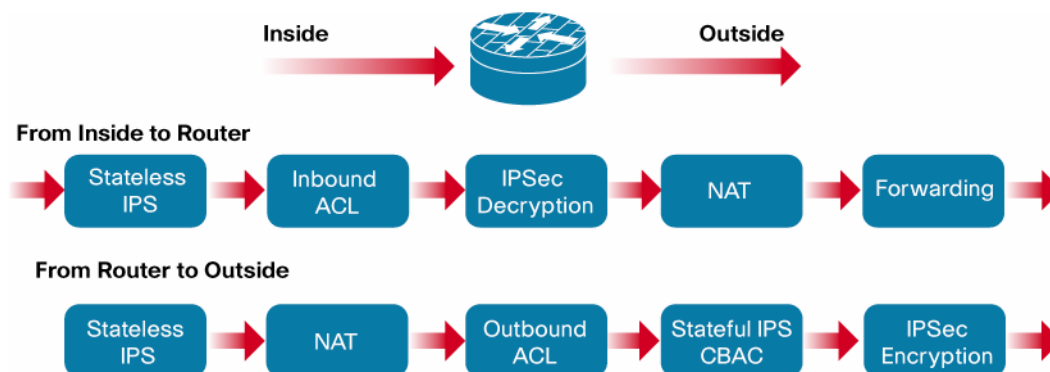 Inside
Outside
From Inside to Router
Stateless
IPS
Inbound
ACL
IPSec
Decryption
NAT
Forwarding
From Router to Outside
Stateless
IPS
NAT
Outbound
ACL
Stateful IPS
CBAC
IPSec
Encryption